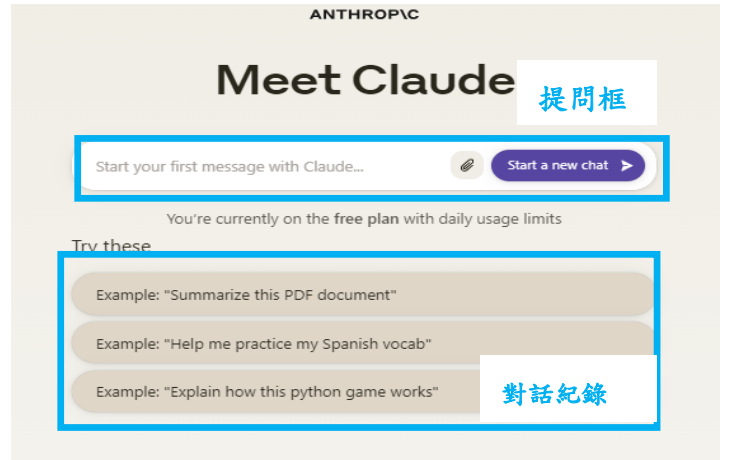 ANTHROP\C
Meet Claude
提問框
Start your first message with Claude...
Start a new chat
You're currently on the free plan with daily usage limits
Try these
Example: "Summarize this PDF document"
Example: "Help me practice my Spanish vocab"
Example: "Explain how this python game works"
對話紀錄